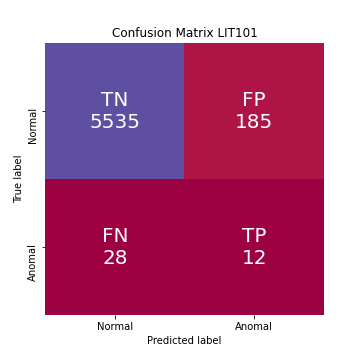 Confusion Matrix LIT101
TN
5535
FP
185
FN
28
TP
12
Normal
Anomal
True label
Normal
Anomal
Predicted label